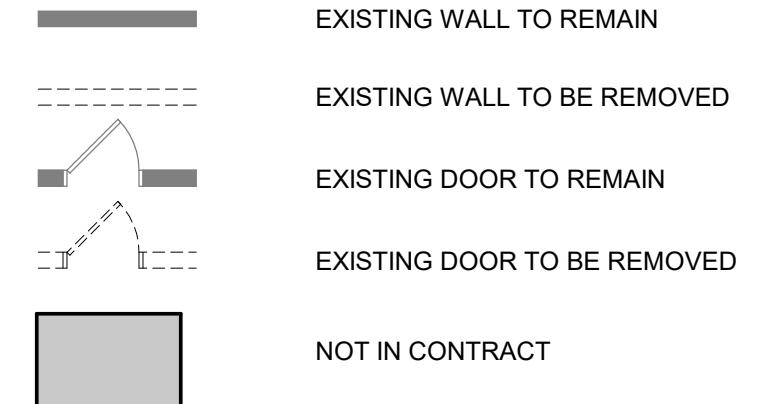 EXISTING WALL TO REMAIN
EXISTING WALL TO BE REMOVED
EXISTING DOOR TO REMAIN
EXISTING DOOR TO BE REMOVED
NOT IN CONTRACT